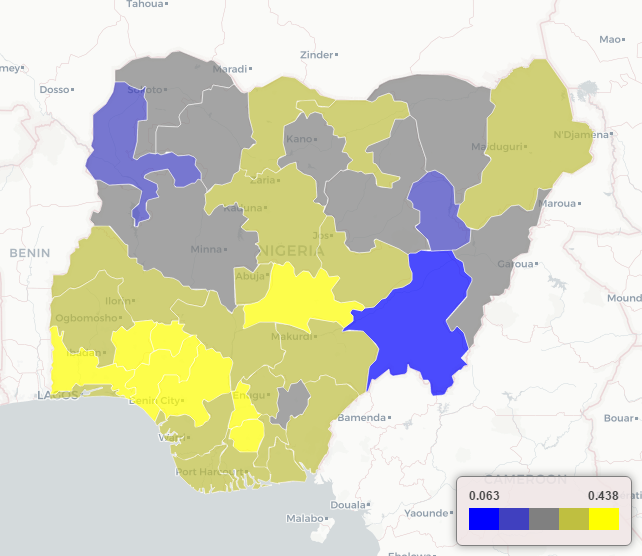 Tahoua
Mao
Zinder
Maradi
Dosso
Sokoto
N'Djamena
Kano
Maiduguri
Zaria
Maroua
Kaduna
Jos
Minna
NIGERIA
BENIN
Garoua
Abuja
Ilorin
Ogbomosho
Makurdi
Ibadan
LAGOS
Enugu
Benin City
Bamenda
Bouar
Warri
Port Harcourt
CAMEROON
0.063 0.438
Douala
Yaounde
Malabo